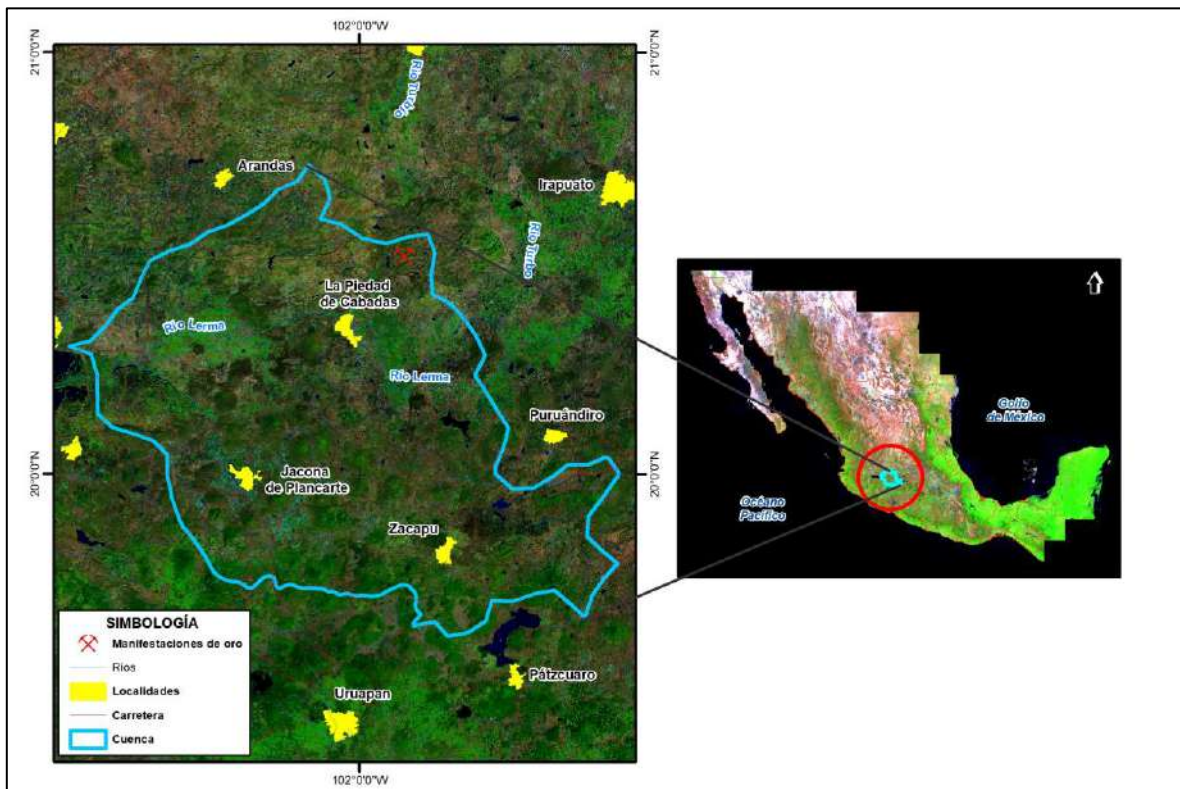 102°0'0"W
21°0'0"N
21°0'0"N
Río Turbio
Arandas
Irapuato
Río Turbo
La Piedad
de Cabadas
Río Lerma
Río Lerma
Puruándiro
20°0'0"N
20°0'0"N
Jacona
de Plancarte
Zacapu
Pátzcuaro
Uruapan
SIMBOLOGÍA
Manifestaciones de oro
Ríos
Localidades
Carretera
Cuenca
102°0'0"W
Golfo
de México
Océano
Pacífico